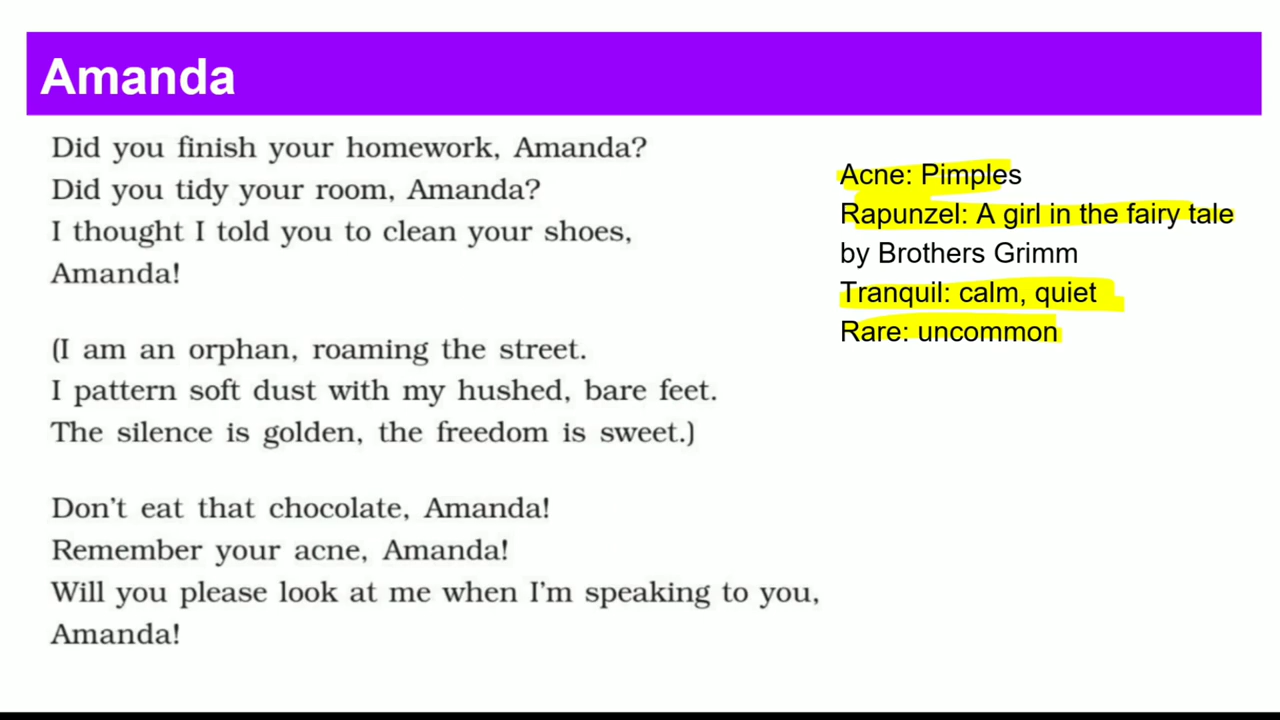 Amanda
Did you finish your homework, Amanda?
Did you tidy your room, Amanda?
I thought I told you to clean your shoes,
Amanda!
(I am an orphan, roaming the street.
I pattern soft dust with my hushed, bare feet.
The silence is golden, the freedom is sweet.)
Don't eat that chocolate, Amanda!
Remember your acne, Amanda!
Will you please look at me when I'm speaking to you,
Amanda!
Acne: Pimples
Rapunzel: A girl in the fairy tale
by Brothers Grimm
Tranquil: calm, quiet
Rare: uncommon